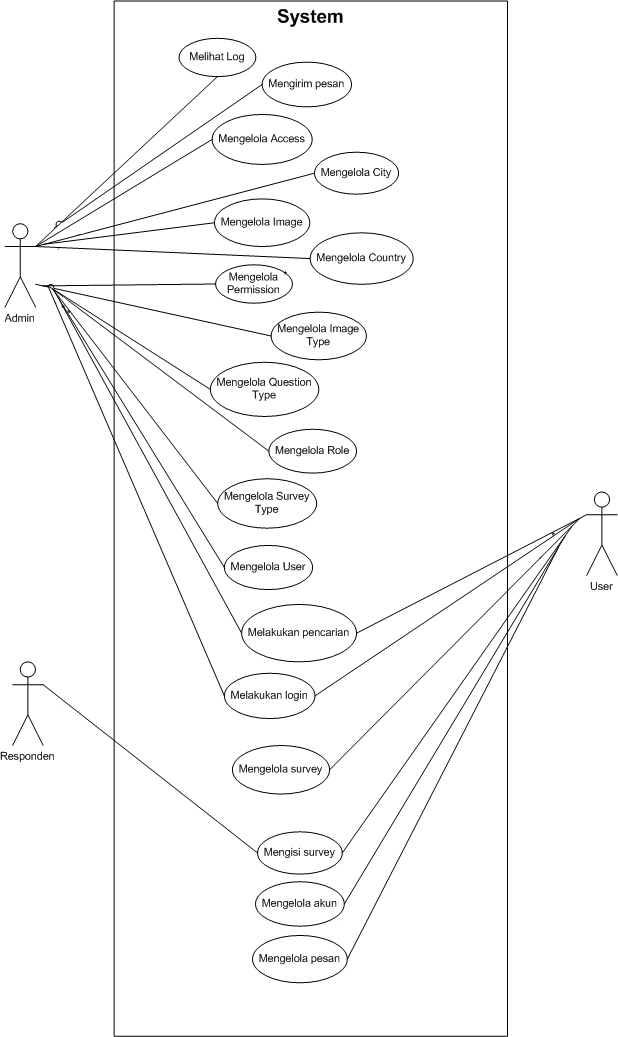 System
Melihat Log
Mengirim pesan
Mengelola Access
Mengelola City
Mengelola Image
Mengelola Country
Mengelola
Permission
Admin
Mengelola Image
Type
Mengelola Question
Type
Mengelola Role
Mengelola Survey
Type
Mengelola User
User
Melakukan pencarian
Melakukan login
Responden
Mengelola survey
Mengisi survey
Mengelola akun
Mengelola pesan